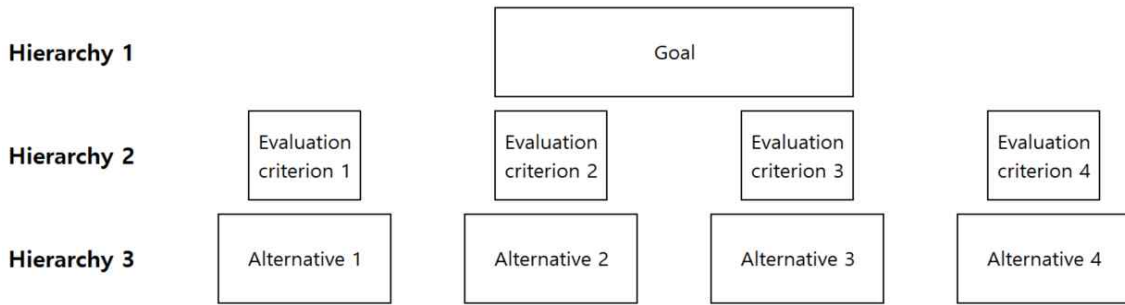 Hierarchy 1
Goal
Hierarchy 2
Evaluation
criterion 1
Evaluation
criterion 2
Evaluation
criterion 3
Evaluation
criterion 4
Hierarchy 3
Alternative 1
Alternative 2
Alternative 3
Alternative 4